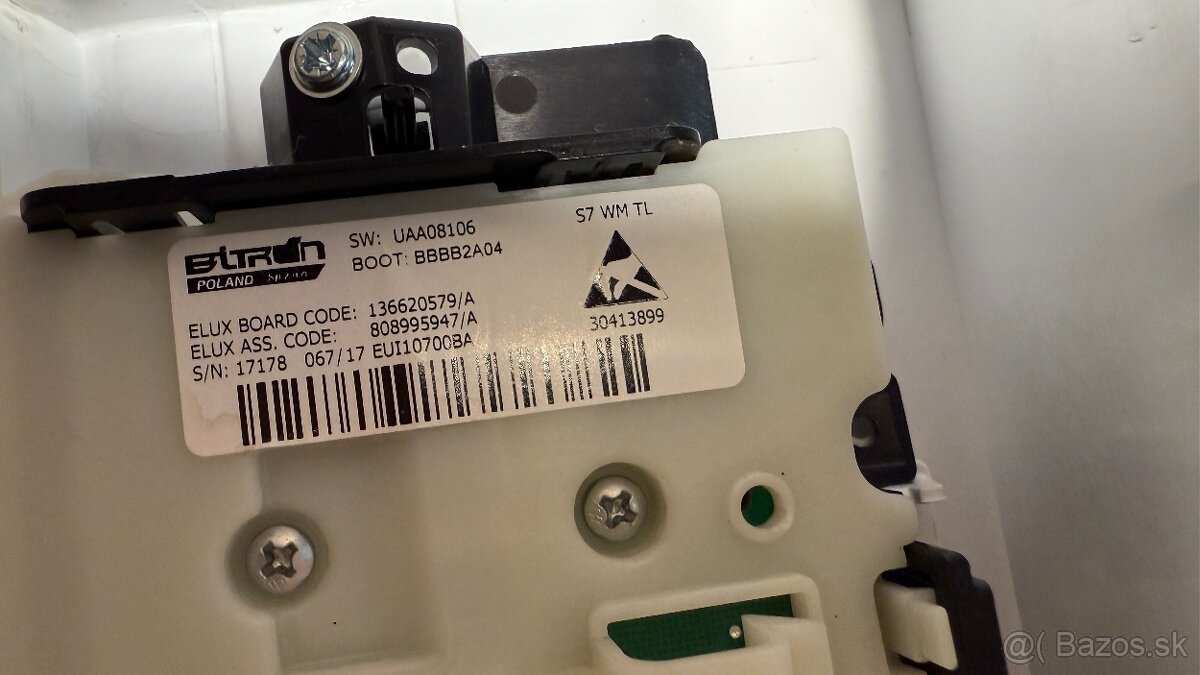 BITRON
POLAND Sp.z o.o.
SW: UAA08106
BOOT: BBBB2A04
S7 WM TL
ELUX BOARD CODE: 136620579/A
ELUX ASS. CODE: 808995947/A
S/N: 17178 067/17 EUI10700BA
30413899
@( Bazos.sk